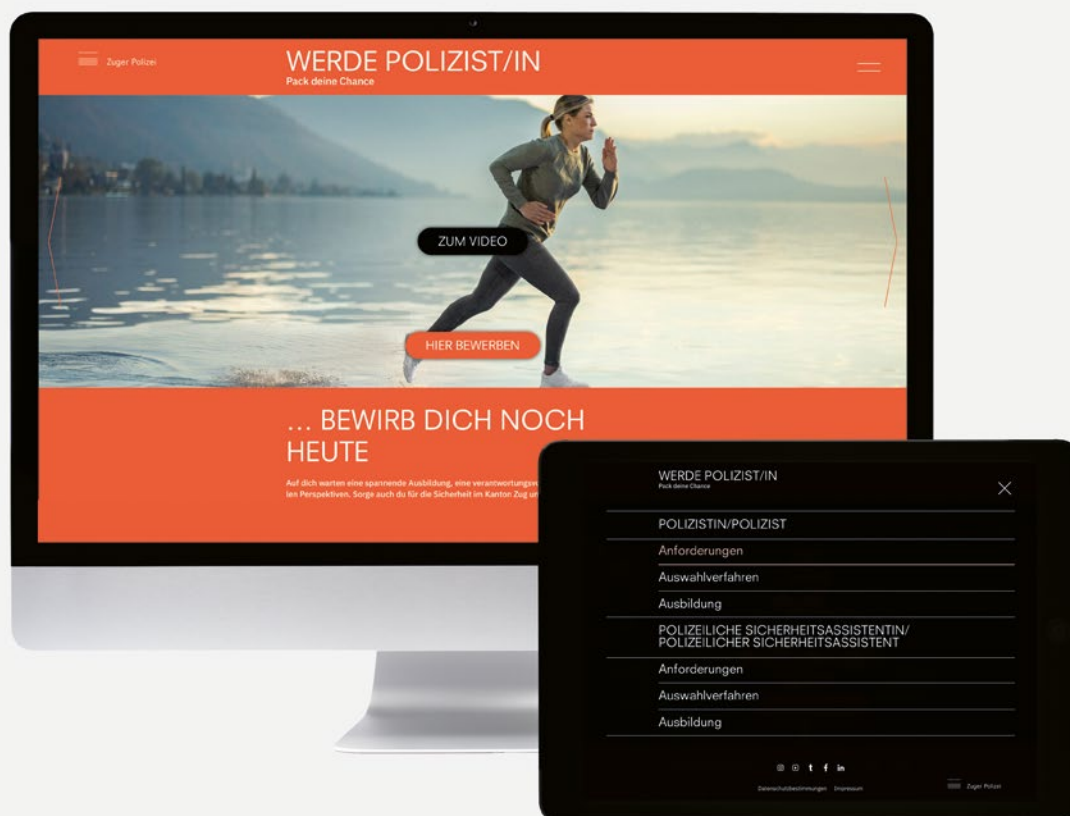 Zuger Polizei
WERDE POLIZIST/IN
Pack deine Chance
ZUM VIDEO
HIER BEWERBEN
... BEWIRB DICH NOCH
HEUTE
Auf dich warten eine spannende Ausbildung, eine
len Perspektiven. Sorge auch du für die Sicherheit im Kanton Zug
WERDE POLIZIST/IN
Pack deine Chance
POLIZISTIN/POLIZIST
Anforderungen
Auswahlverfahren
Ausbildung
POLIZEILICHE SICHERHEITSASSISTENTIN/
POLIZEILICHER SICHERHEITSASSISTENT
Anforderungen
Auswahlverfahren
Ausbildung
t f in
Datenschutzbestimmungen Impressum
Zuger Polizei